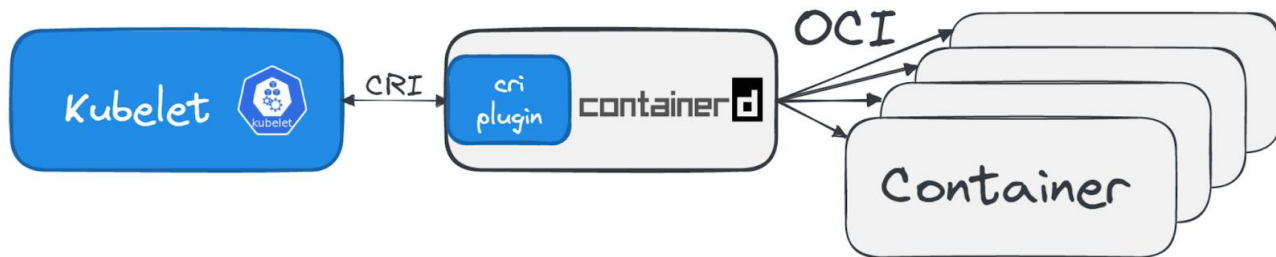 Kubelet
kubelet
CRI
cri
plugin
containerd
OCI
Container